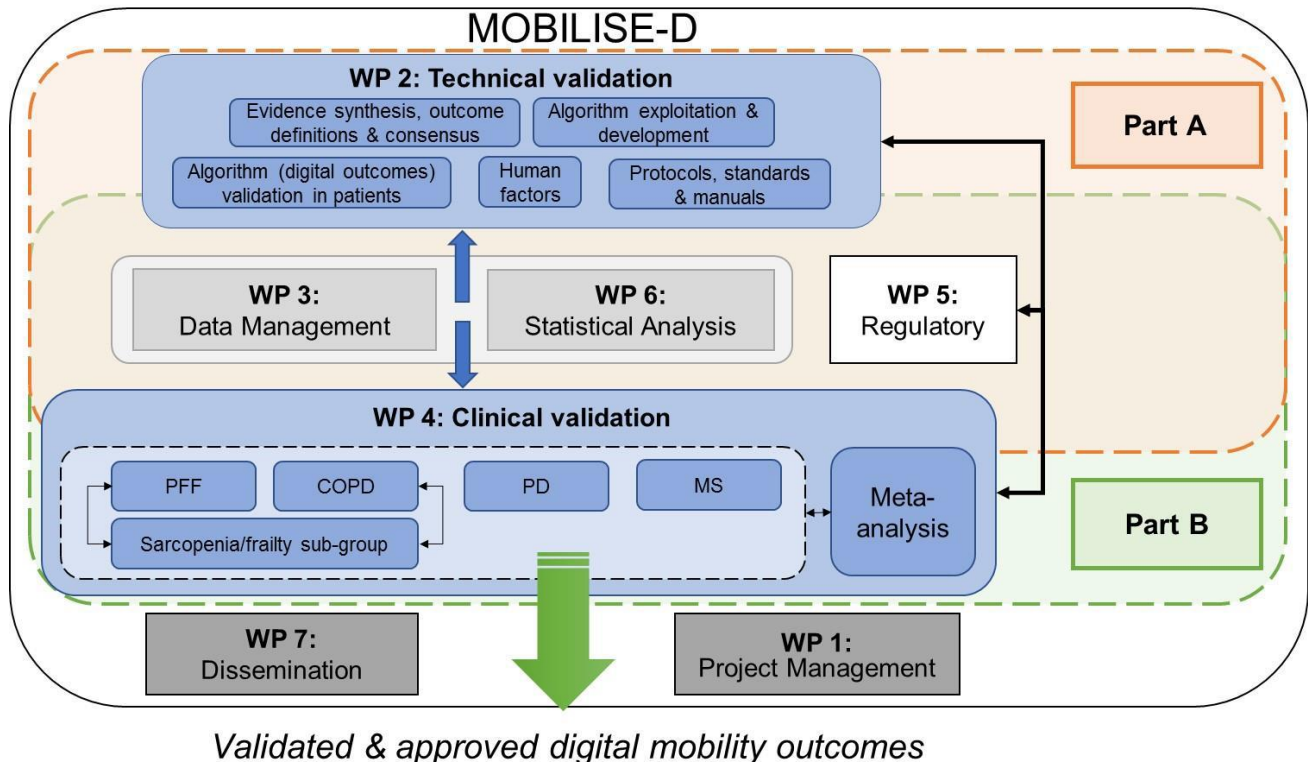 MOBILISE-D
WP 2: Technical validation
Evidence synthesis, outcome
definitions & consensus
Algorithm exploitation &
development
Algorithm (digital outcomes)
validation in patients
Human
factors
Protocols, standards
& manuals
Part A
WP 3:
Data Management
WP 6:
Statistical Analysis
WP 5:
Regulatory
WP 4: Clinical validation
PFF
COPD
PD
MS
Sarcopenia/frailty sub-group
Meta-
analysis
Part B
WP 7:
Dissemination
WP 1:
Project Management
Validated & approved digital mobility outcomes